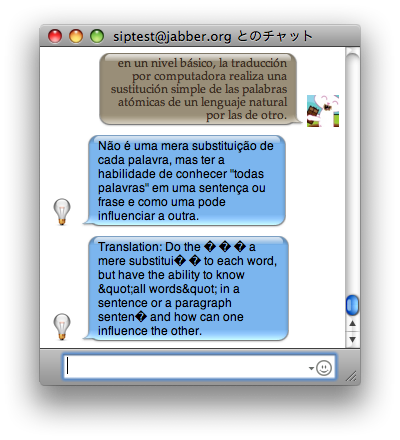 siptest@jabber.org とのチャット
en un nivel básico, la traducción
por computadora realiza una
sustitución simple de las palabras
atómicas de un lenguaje natural
por las de otro.
Não é uma mera substituição de
cada palavra, mas ter a
habilidade de conhecer "todas
palavras" em uma sentença ou
frase e como uma pode
influenciar a outra.
Translation: Do the � � � a
mere substitui� � to each word,
but have the ability to know
&quot;all words&quot; in a
sentence or a paragraph
senten� and how can one
influence the other.